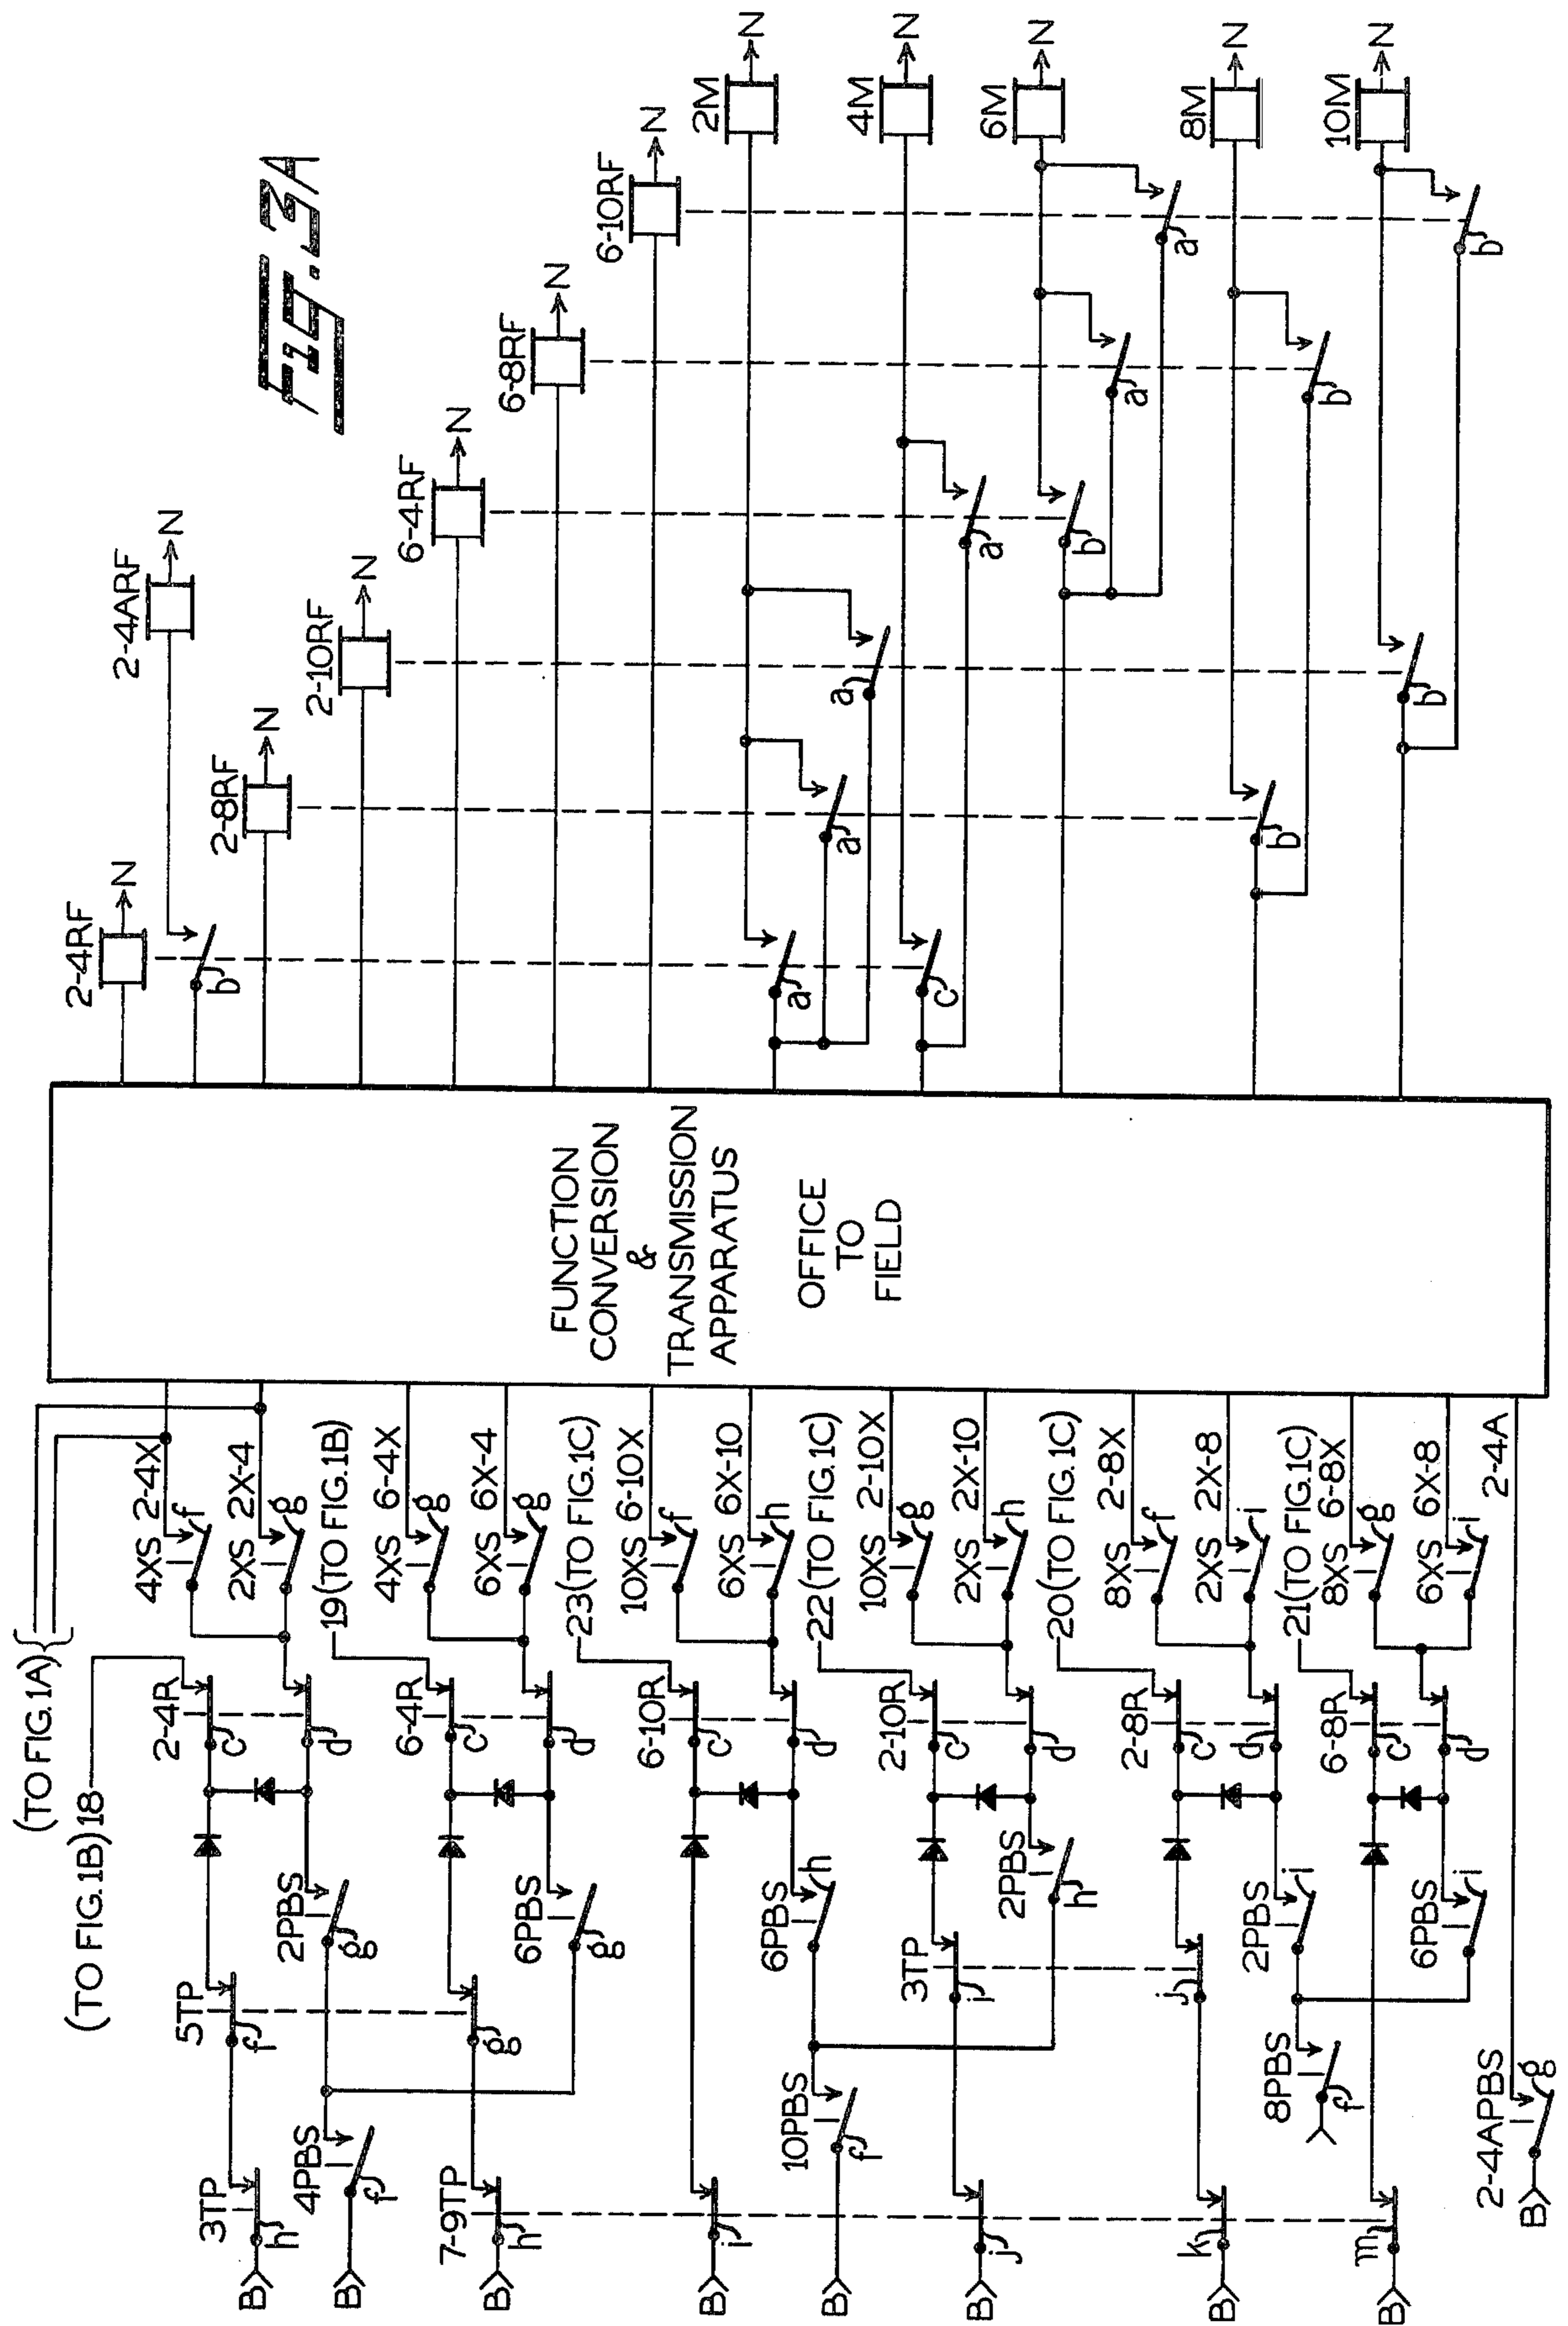 Fig. 3A
(TO FIG.1A)
(TO FIG.1B)18
3TP
h
B
5TP
f
2-4R
c
d
4XS 2-4X
f
2XS 2X-4
g
4PBS
f
B
2PBS
g
19(TO FIG.1B)
7-9TP
h
B
g
6PBS
g
6-4R
c
d
4XS 6-4X
g
6XS 6X-4
g
23(TO FIG.1C)
i
B
6-10R
c
d
10XS 6-10X
f
6XS 6X-10
h
10PBS
f
B
6PBS
h
22(TO FIG.1C)
j
B
3TP
i
2PBS
h
2-10R
c
d
10XS 2-10X
g
2XS 2X-10
h
20(TO FIG.1C)
k
B
j
2-8R
c
d
8XS 2-8X
f
2XS 2X-8
i
8PBS
f
2PBS
i
21(TO FIG.1C)
m
B
6PBS
i
6-8R
c
d
8XS 6-8X
g
6XS 6X-8
i
2-4APBS
g
B
2-4A
FUNCTION
CONVERSION
&
TRANSMISSION
APPARATUS
OFFICE
TO
FIELD
2-4RF
N
b
2-4ARF
N
2-8RF
N
2-10RF
N
6-4RF
N
6-8RF
N
6-10RF
N
a
a
a
2M
N
c
a
4M
N
b
a
a
6M
N
b
b
8M
N
b
b
10M
N